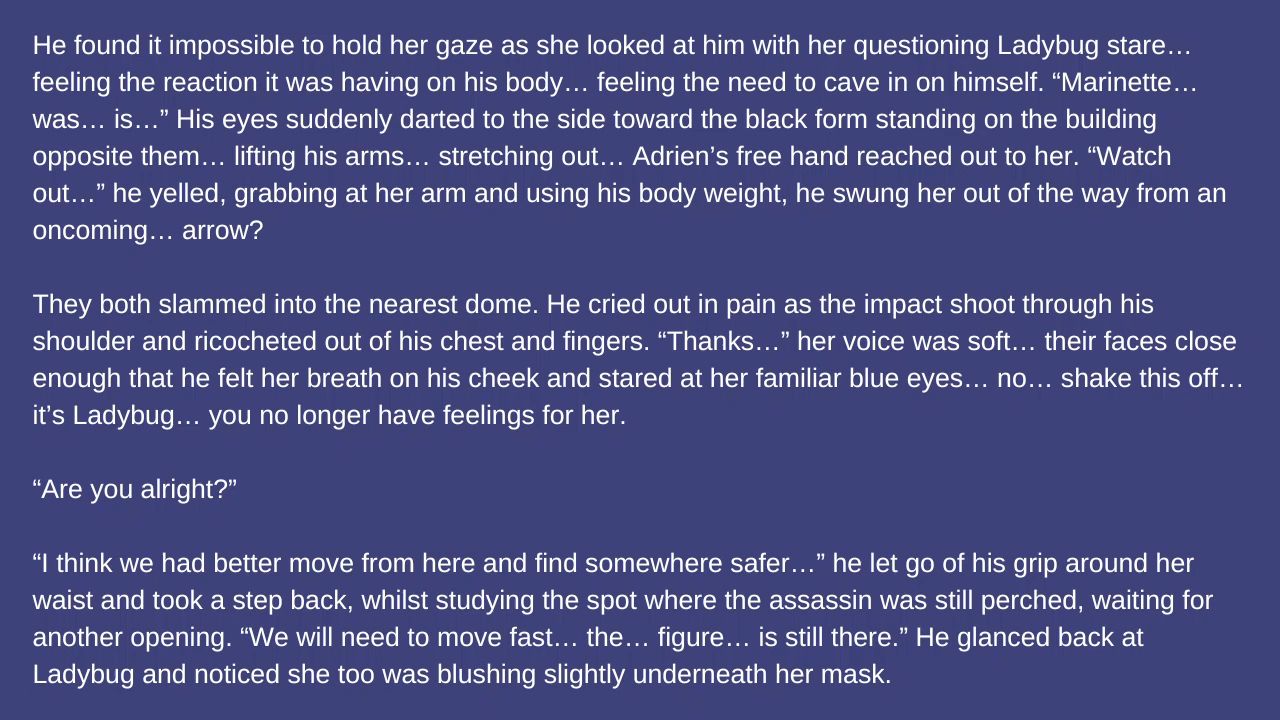 He found it impossible to hold her gaze as she looked at him with her questioning Ladybug stare…
feeling the reaction it was having on his body… feeling the need to cave in on himself. “Marinette…
was… is…” His eyes suddenly darted to the side toward the black form standing on the building
opposite them… lifting his arms… stretching out… Adrien’s free hand reached out to her. “Watch
out…” he yelled, grabbing at her arm and using his body weight, he swung her out of the way from an
oncoming… arrow?
They both slammed into the nearest dome. He cried out in pain as the impact shoot through his
shoulder and ricocheted out of his chest and fingers. “Thanks…” her voice was soft… their faces close
enough that he felt her breath on his cheek and stared at her familiar blue eyes… no… shake this off…
it’s Ladybug… you no longer have feelings for her.
“Are you alright?”
“I think we had better move from here and find somewhere safer…” he let go of his grip around her
waist and took a step back, whilst studying the spot where the assassin was still perched, waiting for
another opening. “We will need to move fast… the… figure… is still there.” He glanced back at
Ladybug and noticed she too was blushing slightly underneath her mask.